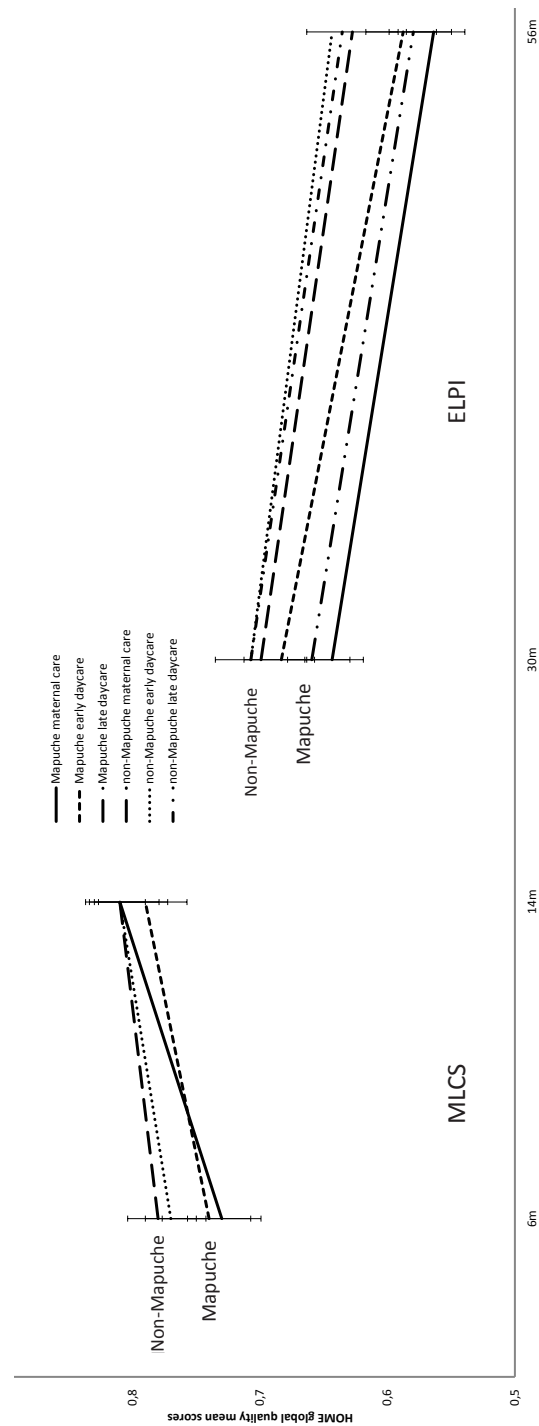 HOME global quality mean scores
0,8
0,7
0,6
0,5
Mapuche maternal care
Mapuche early daycare
Mapuche late daycare
non-Mapuche maternal care
non-Mapuche early daycare
non-Mapuche late daycare
Non-Mapuche
Mapuche
MLCS
Non-Mapuche
Mapuche
ELPI
6m
14m
30m
56m